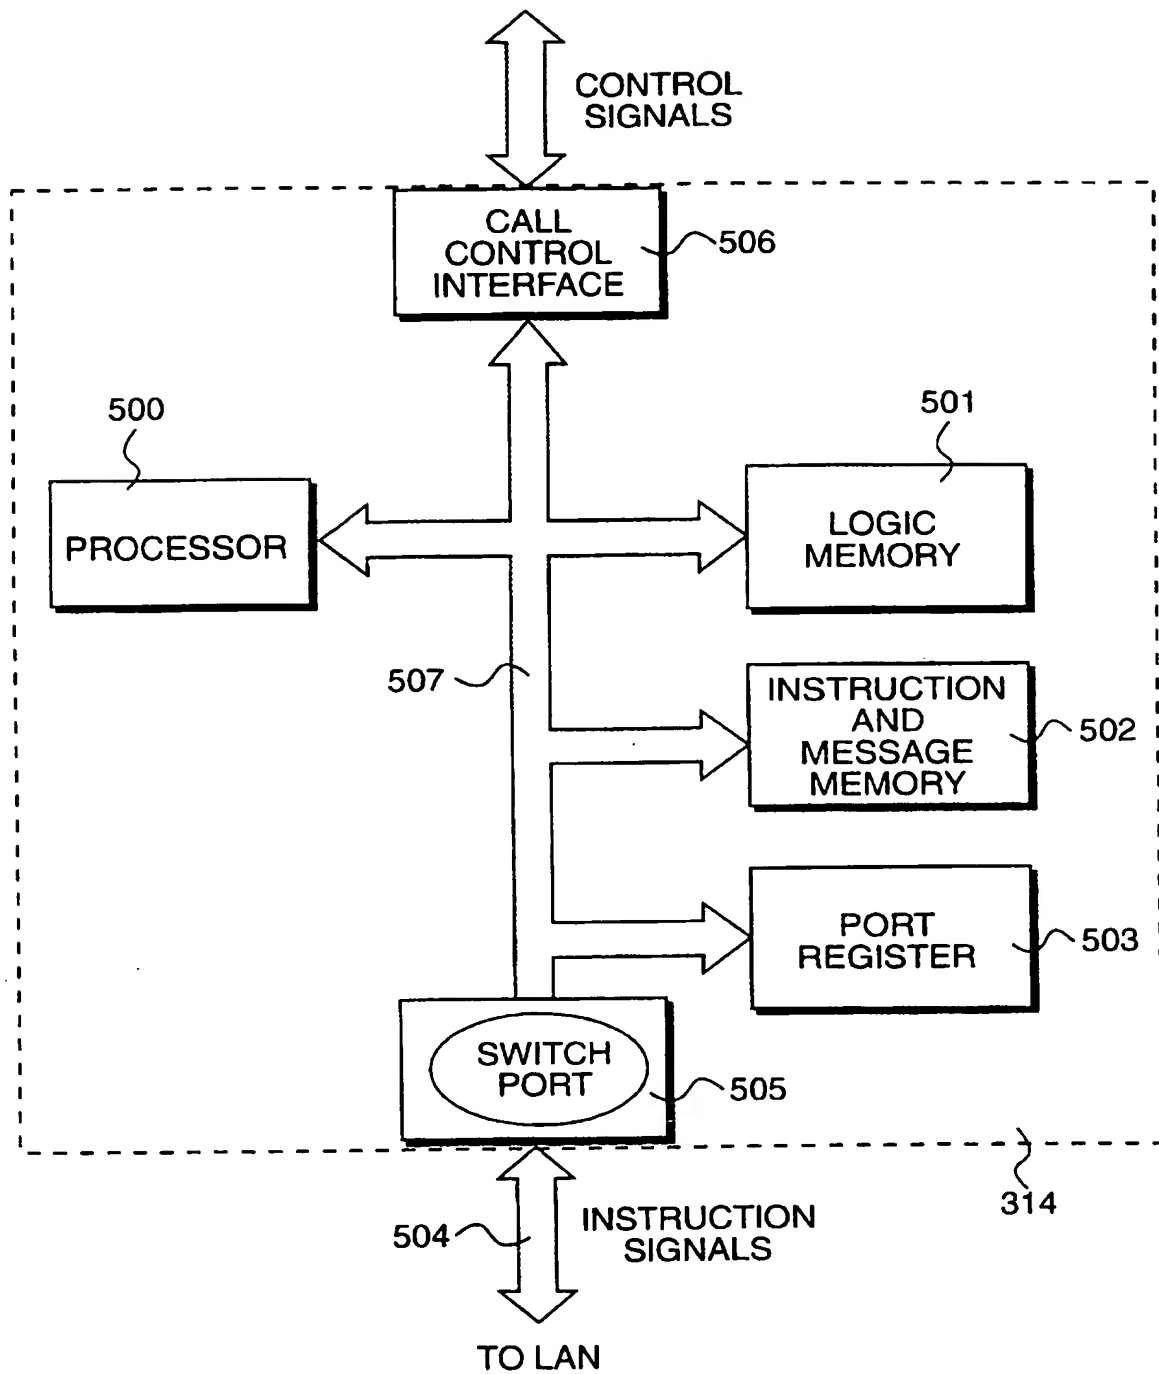 CONTROL
SIGNALS
CALL
CONTROL
INTERFACE
506
500
501
PROCESSOR
LOGIC
MEMORY
507
INSTRUCTION
AND
MESSAGE
MEMORY
502
PORT
REGISTER
503
SWITCH
PORT
505
314
504
INSTRUCTION
SIGNALS
TO LAN